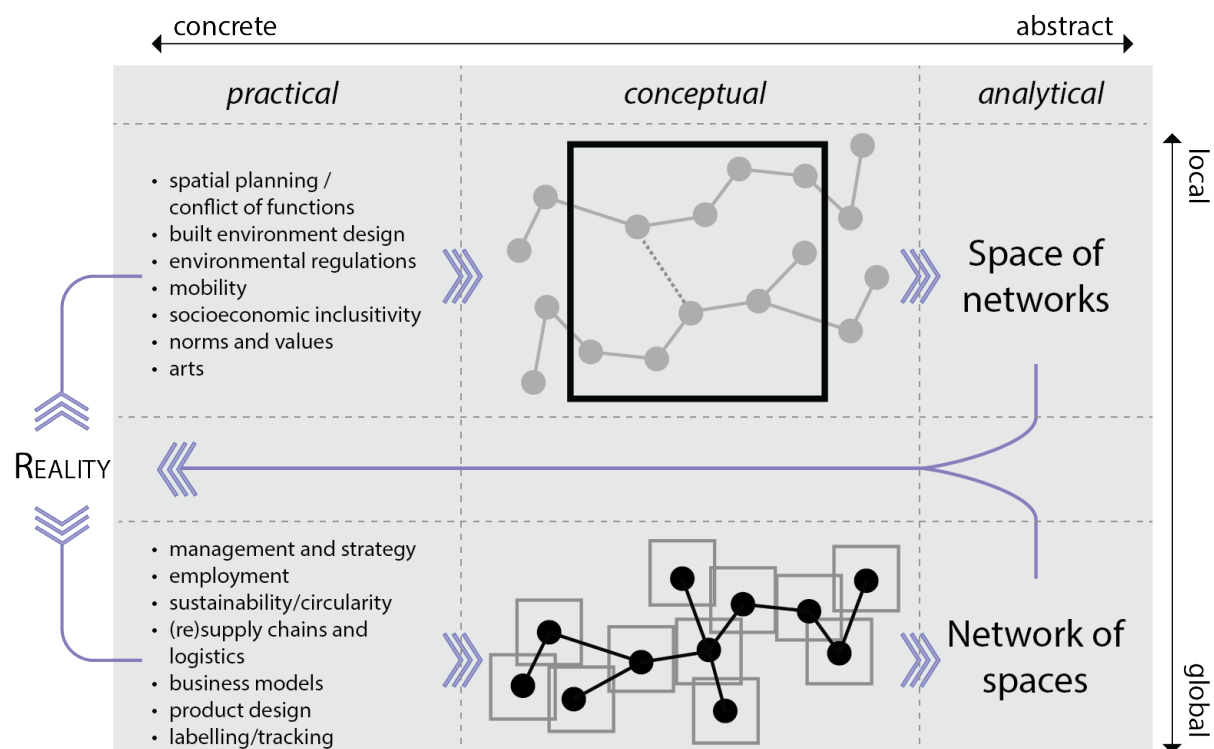 concrete
abstract
practical
conceptual
analytical
local
• spatial planning /
conflict of functions
• built environment design
• environmental regulations
• mobility
• socioeconomic inclusitivity
• norms and values
• arts
Space of
networks
REALITY
• management and strategy
• employment
• sustainability/circularity
• (re)supply chains and
logistics
• business models
• product design
• labelling/tracking
Network of
spaces
global